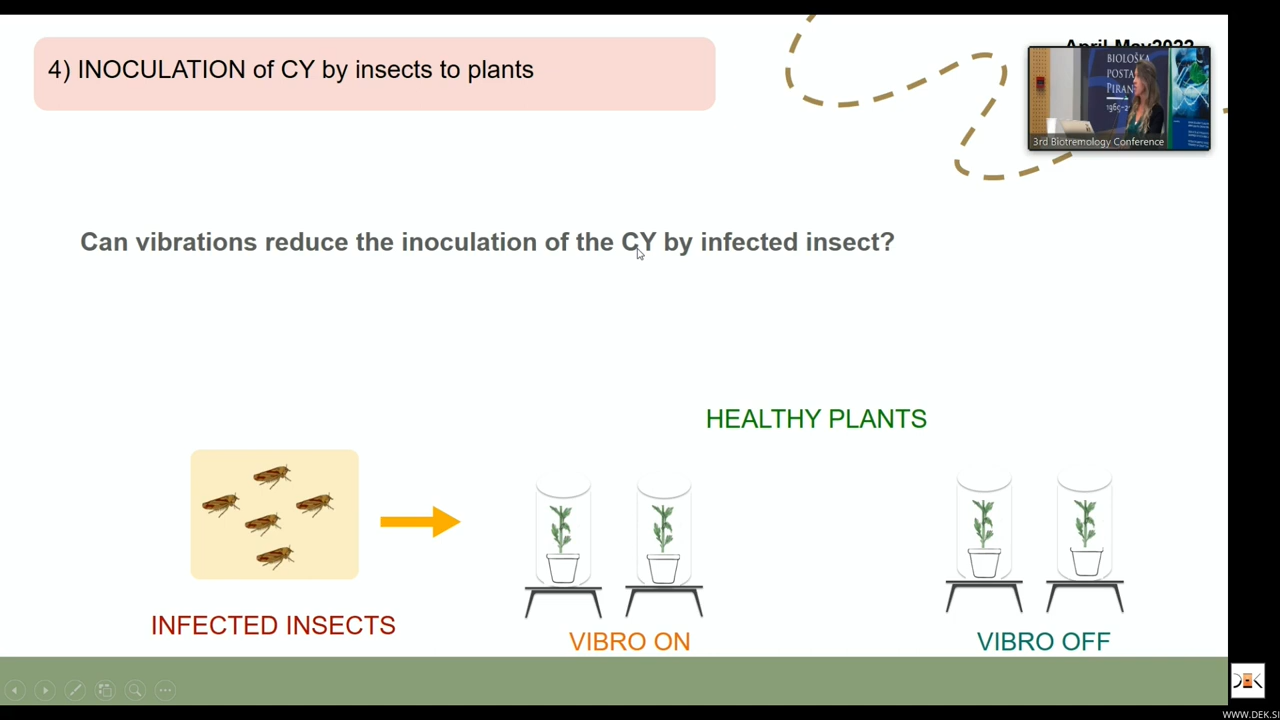 4) INOCULATION of CY by insects to plants
April-May2022
BIOLOŠKA
POSTA
PIRAN
3rd Biotremology Conference
Can vibrations reduce the inoculation of the CY by infected insect?
HEALTHY PLANTS
INFECTED INSECTS
VIBRO ON
VIBRO OFF
WWW.DEK.SI